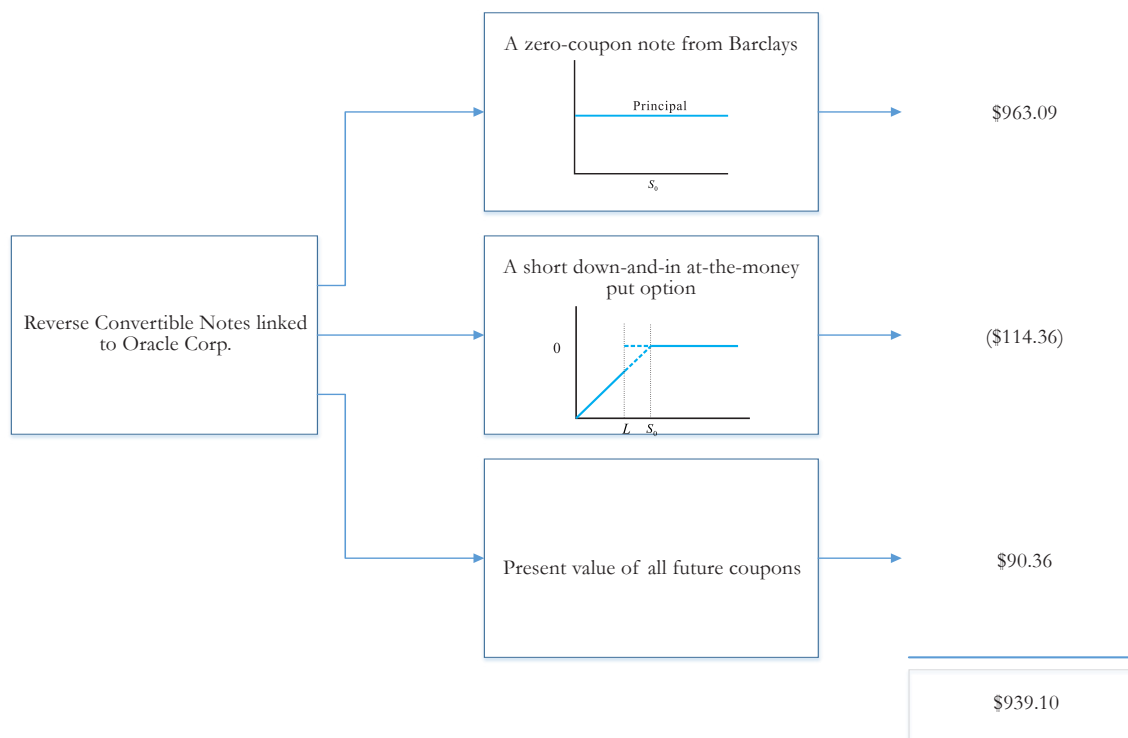 A zero-coupon note from Barclays
Principal
S₀
$963.09
Reverse Convertible Notes linked
to Oracle Corp.
A short down-and-in at-the-money
put option
0
L S₀
($114.36)
Present value of all future coupons
$90.36
$939.10